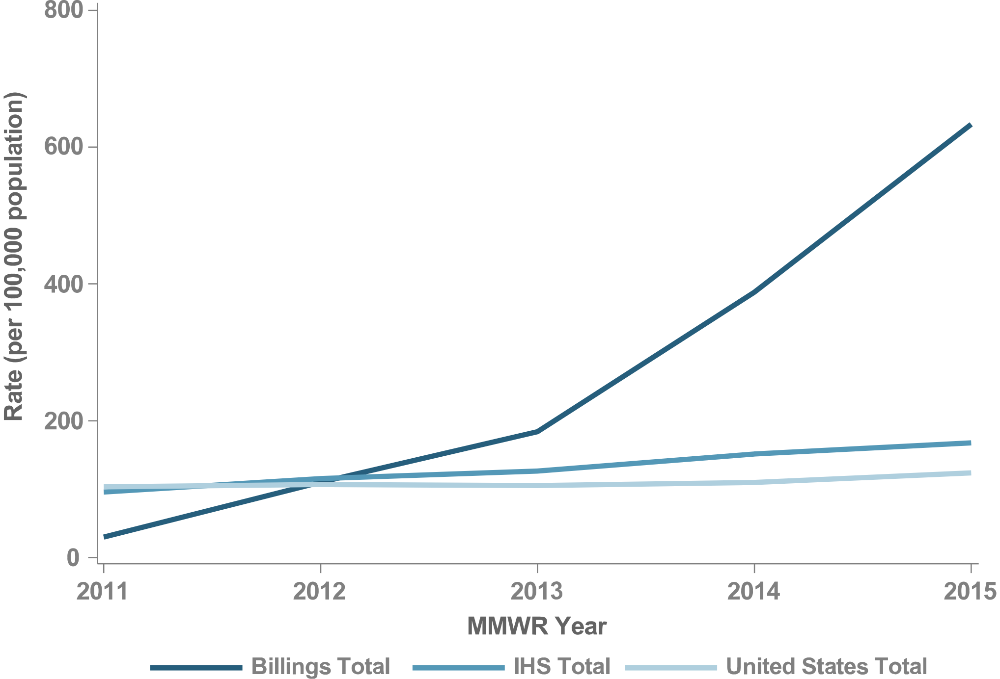 800
600
400
200
0
Rate (per 100,000 population)
2011 2012 2013 2014 2015
MMWR Year
Billings Total IHS Total United States Total